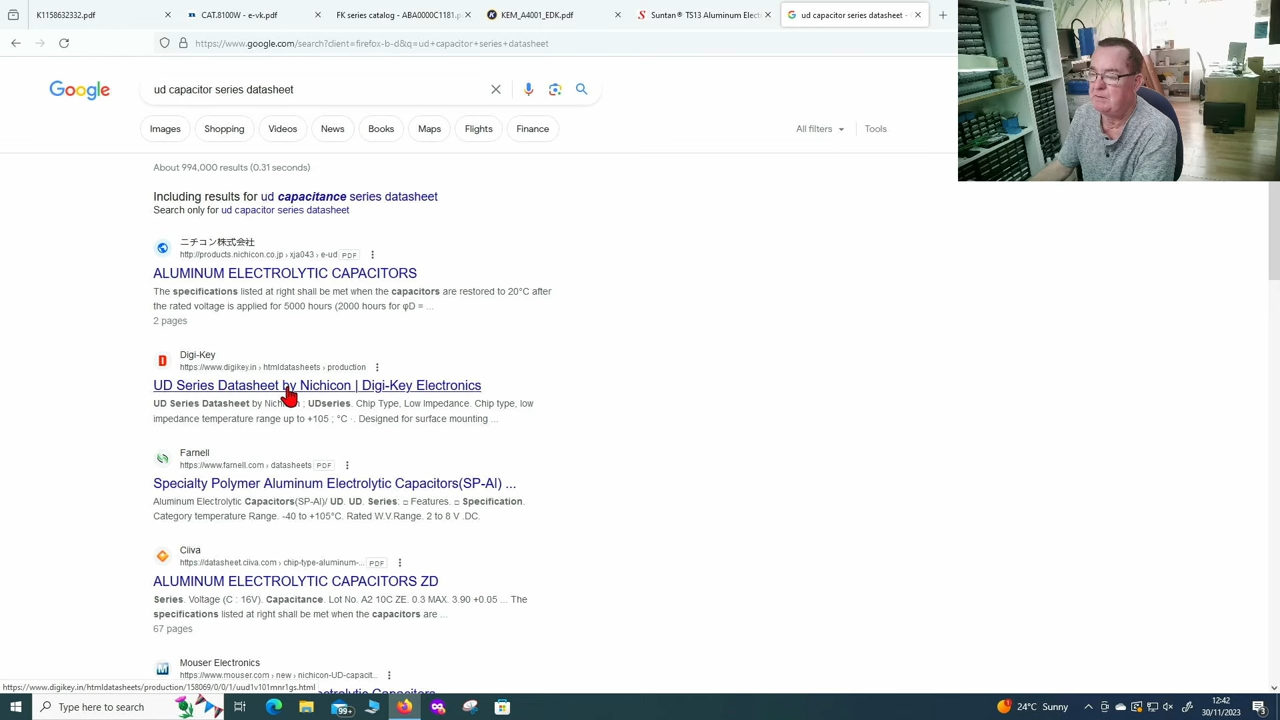 K1158632332.pdf
CAT.8100W - e-ud.pdf
FK series catalog - ABA0000C1181.p
KEM_A4097_EDK.pdf
Suntan® TS13 Aluminum Elec
ud capacitor series datasheet -
ud+capacitor+series+datasheet
Google
ud capacitor series datasheet
Images
Shopping
Videos
News
Books
Maps
Flights
Finance
All filters
Tools
About 994,000 results (0.31 seconds)
Including results for ud capacitance series datasheet
Search only for ud capacitor series datasheet
ニチコン株式会社
http://products.nichicon.co.jp › xja043 › e-ud PDF
ALUMINUM ELECTROLYTIC CAPACITORS
The specifications listed at right shall be met when the capacitors are restored to 20°C after
the rated voltage is applied for 5000 hours (2000 hours for φD = ...
2 pages
Digi-Key
https://www.digikey.in › htmldatasheets › production
UD Series Datasheet by Nichicon | Digi-Key Electronics
UD Series Datasheet by ; UDseries. Chip Type, Low Impedance. Chip type, low
impedance temperature range up to +105 ; °C ·. Designed for surface mounting ...
Farnell
https://www.farnell.com › datasheets PDF
Specialty Polymer Aluminum Electrolytic Capacitors(SP-Al) ...
Aluminum Electrolytic Capacitors(SP-Al)/ UD. UD. Series: □ Features. □ Specification.
Category temperature Range. -40 to +105°C. Rated W.V.Range. 2 to 8 V .DC.
Ciiva
https://datasheet.ciiva.com › chip-type-aluminum-... PDF
ALUMINUM ELECTROLYTIC CAPACITORS ZD
Series. Voltage (C : 16V). Capacitance. Lot No. A2 10C ZE. 0.3 MAX. 3.90 +0.05 ... The
specifications listed at right shall be met when the capacitors are ...
67 pages
Mouser Electronics
https://www.mouser.com › new › nichicon-UD-capacit...
https://www.digikey.in/htmldatasheets/production/158069/0/0/1/uud1v101mnr1gs.html
Type here to search
99+
24°C Sunny
12:42
30/11/2023
3